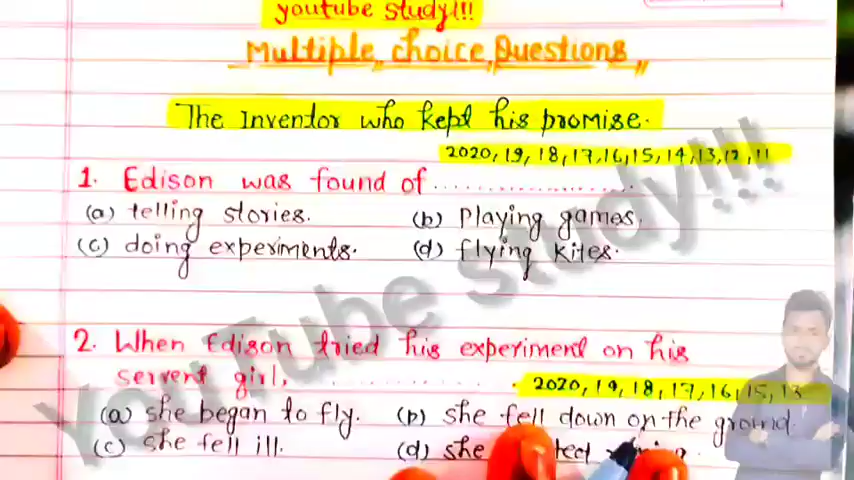 youtube study!!!
Multiple choice Questions
The Inventor who kept his promise.
2020, 19, 18, 17, 16, 15, 14, 13, 12, 11
1. Edison was found of ....................
(a) telling stories. (b) Playing games.
(c) doing experiments. (d) flying kites.
YouTube Study!!!
2. When Edison tried his experiment on his
servent girl, ....................
2020, 19, 18, 17, 16, 15, 13
(a) she began to fly. (b) she fell down on the ground.
(c) she fell ill. (d) she